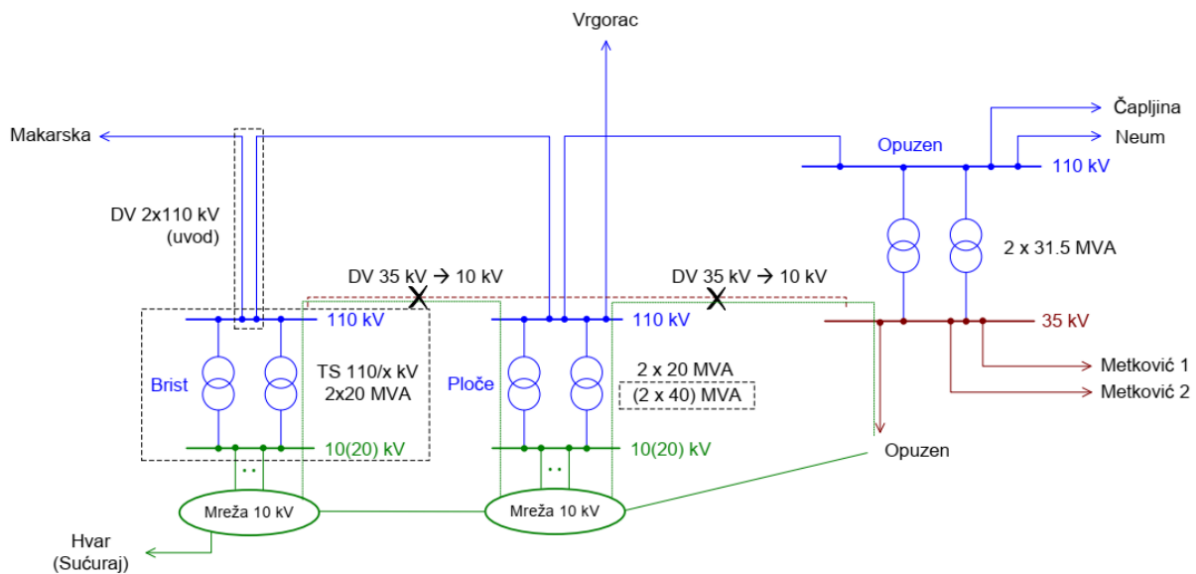 Vrgorac
Makarska
Čapljina
Neum
Opuzen
110 kV
DV 2x110 kV
(uvod)
2 x 31.5 MVA
DV 35 kV → 10 kV
DV 35 kV → 10 kV
110 kV
110 kV
35 kV
Brist
TS 110/x kV
2x20 MVA
Ploče
2 x 20 MVA
(2 x 40) MVA
Metković 1
Metković 2
10(20) kV
10(20) kV
Opuzen
Mreža 10 kV
Mreža 10 kV
Hvar
(Sućuraj)